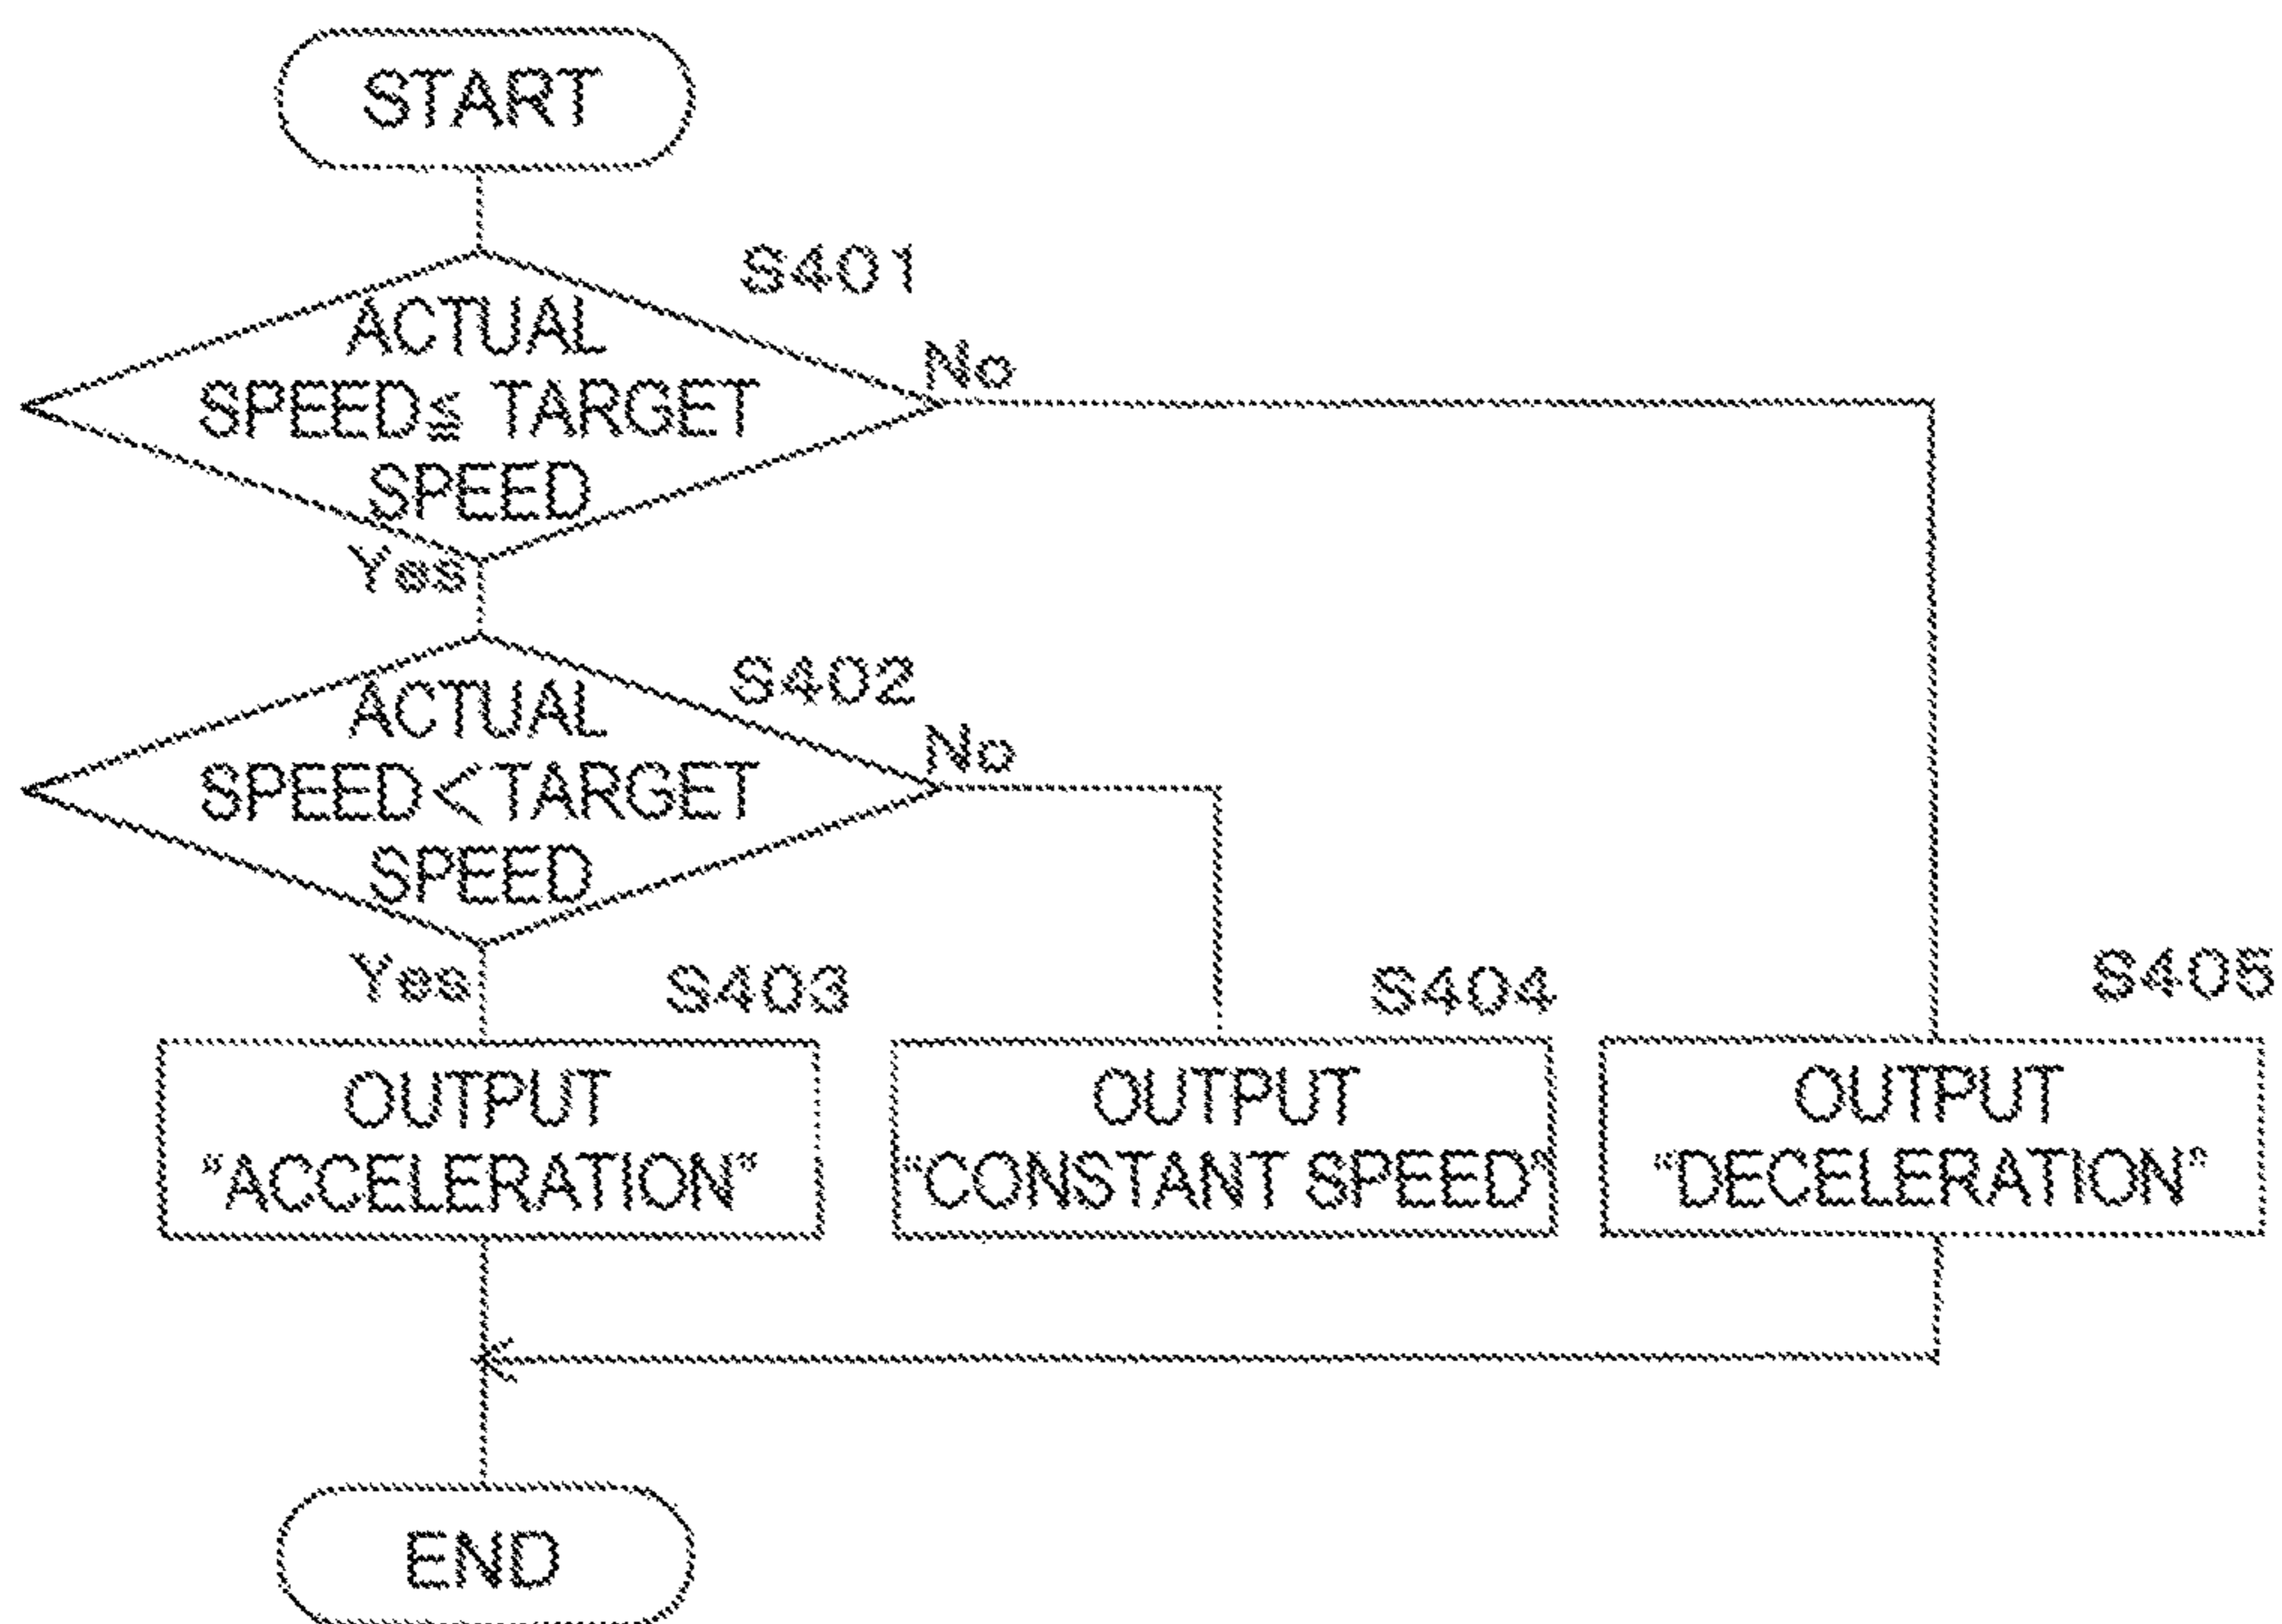 START
S401
ACTUAL
SPEED≦ TARGET
SPEED
No
Yes
S402
ACTUAL
SPEED<TARGET
SPEED
No
Yes
S403
OUTPUT
"ACCELERATION"
S404
OUTPUT
"CONSTANT SPEED"
S405
OUTPUT
"DECELERATION"
END